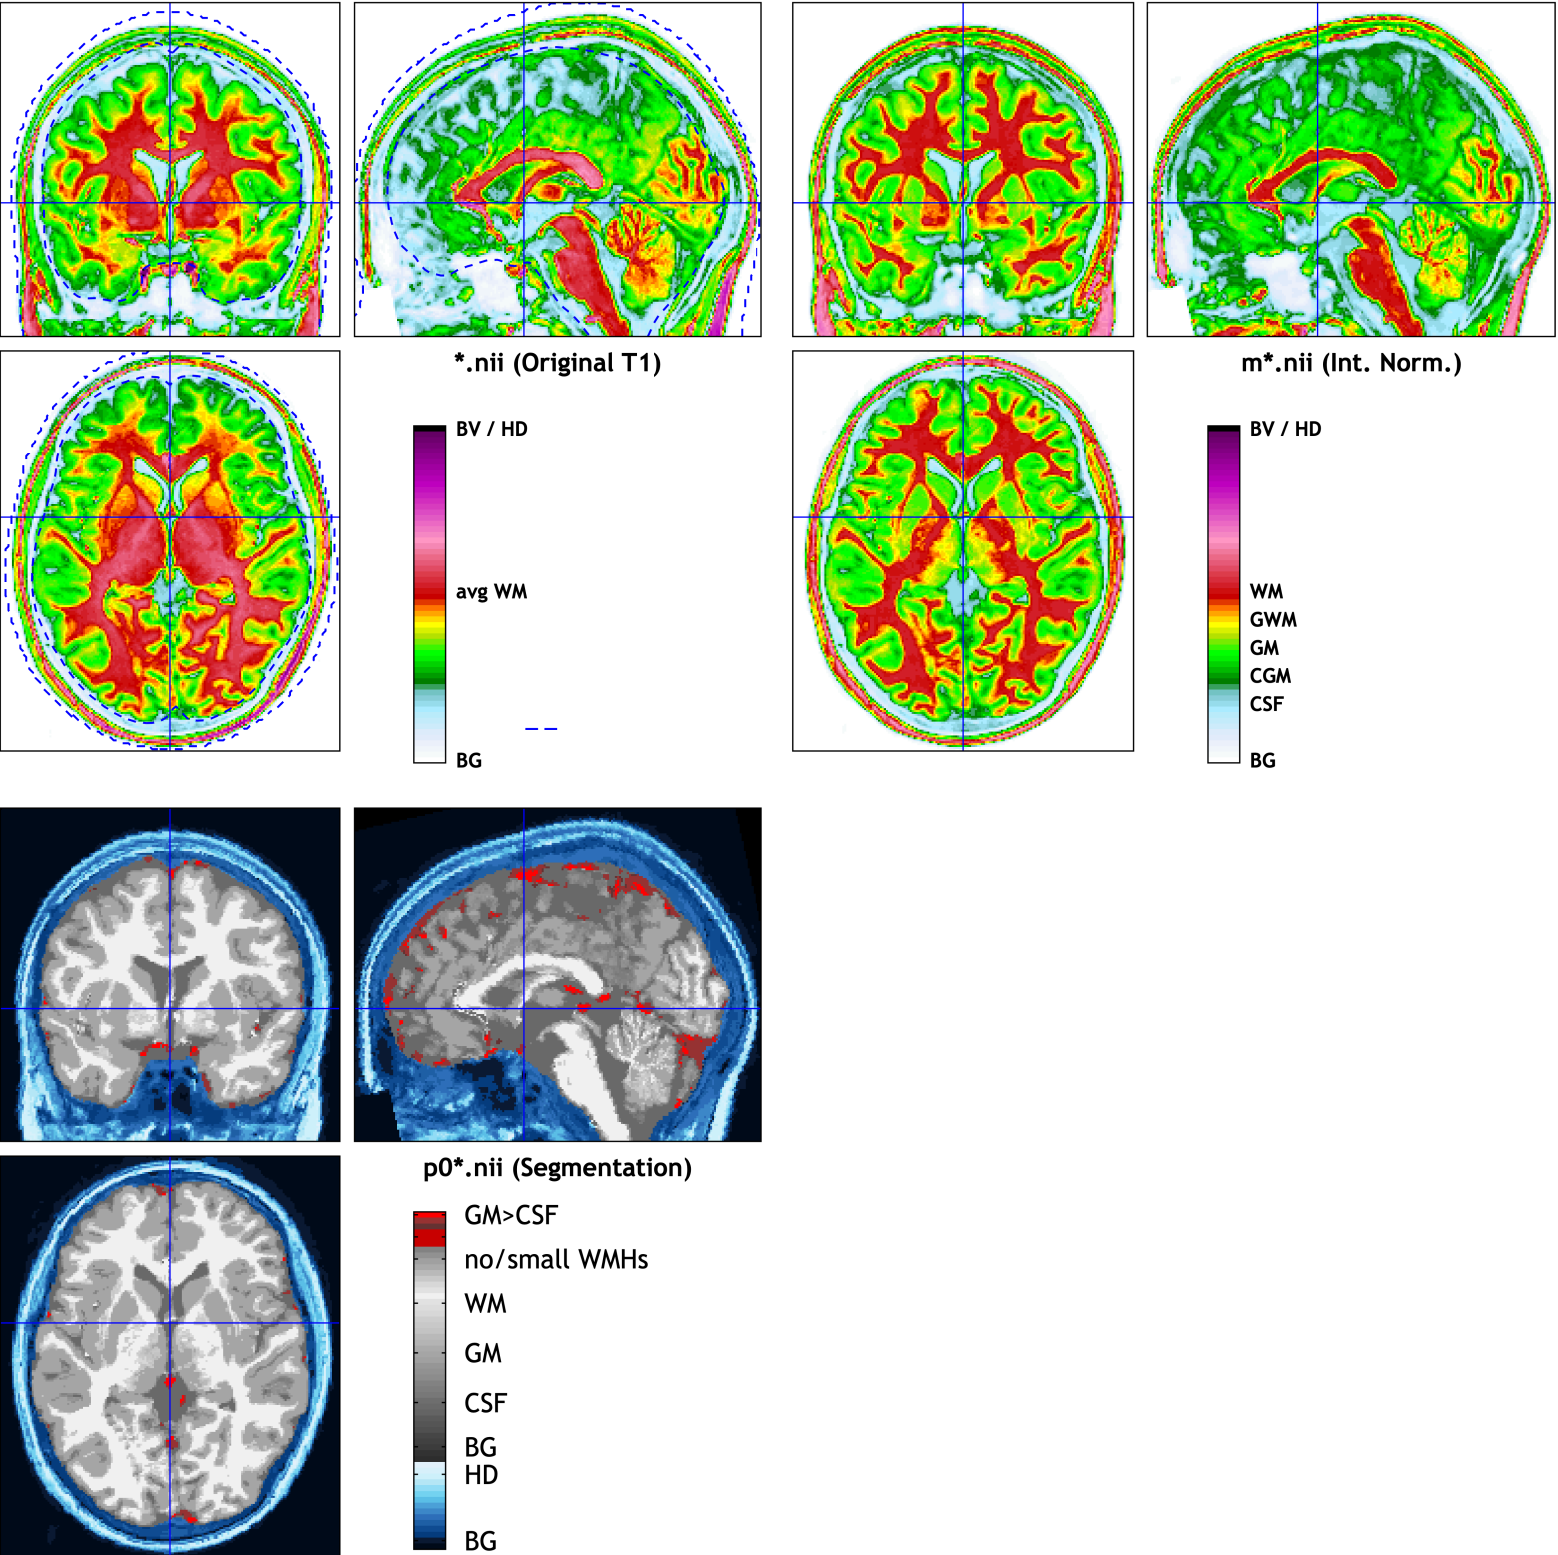 *.nii (Original T1)
BV / HD
avg WM
BG
m*.nii (Int. Norm.)
BV / HD
WM
GWM
GM
CGM
CSF
BG
p0*.nii (Segmentation)
GM>CSF
no/small WMHs
WM
GM
CSF
BG
HD
BG